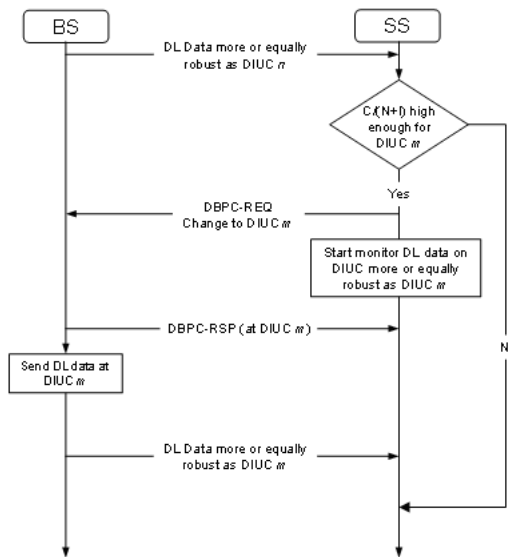 BS
SS
DL Data more or equally
robust as DIUC n
C/(N+I) high
enough for
DIUC m
Yes
DBPC-REQ
Change to DIUC m
Start monitor DL data on
DIUC more or equally
robust as DIUC m
DBPC-RSP (at DIUC m)
Send DL data at
DIUC m
N
DL Data more or equally
robust as DIUC m